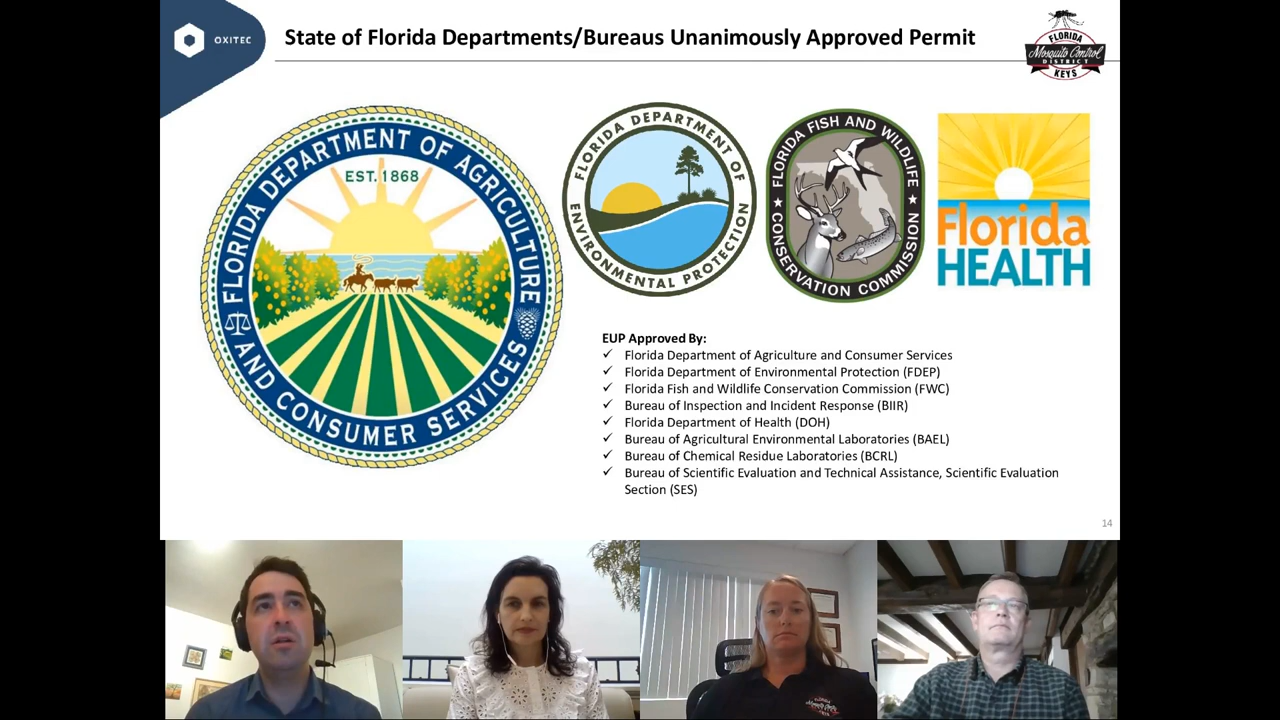 OXITEC
State of Florida Departments/Bureaus Unanimously Approved Permit
FLORIDA
Mosquito Control
DISTRICT
KEYS
FLORIDA DEPARTMENT OF AGRICULTURE
AND CONSUMER SERVICES
EST. 1868
FLORIDA DEPARTMENT OF
ENVIRONMENTAL PROTECTION
FLORIDA FISH AND WILDLIFE
CONSERVATION COMMISSION
Florida
HEALTH
EUP Approved By:
✓ Florida Department of Agriculture and Consumer Services
✓ Florida Department of Environmental Protection (FDEP)
✓ Florida Fish and Wildlife Conservation Commission (FWC)
✓ Bureau of Inspection and Incident Response (BIIR)
✓ Florida Department of Health (DOH)
✓ Bureau of Agricultural Environmental Laboratories (BAEL)
✓ Bureau of Chemical Residue Laboratories (BCRL)
✓ Bureau of Scientific Evaluation and Technical Assistance, Scientific Evaluation
Section (SES)
14